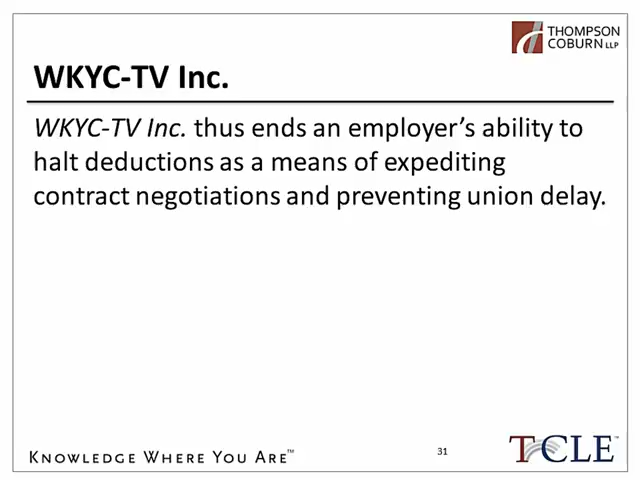 THOMPSON
COBURN LLP
WKYC-TV Inc.
WKYC-TV Inc. thus ends an employer's ability to
halt deductions as a means of expediting
contract negotiations and preventing union delay.
KNOWLEDGE WHERE YOU ARE™
31
TCLE™